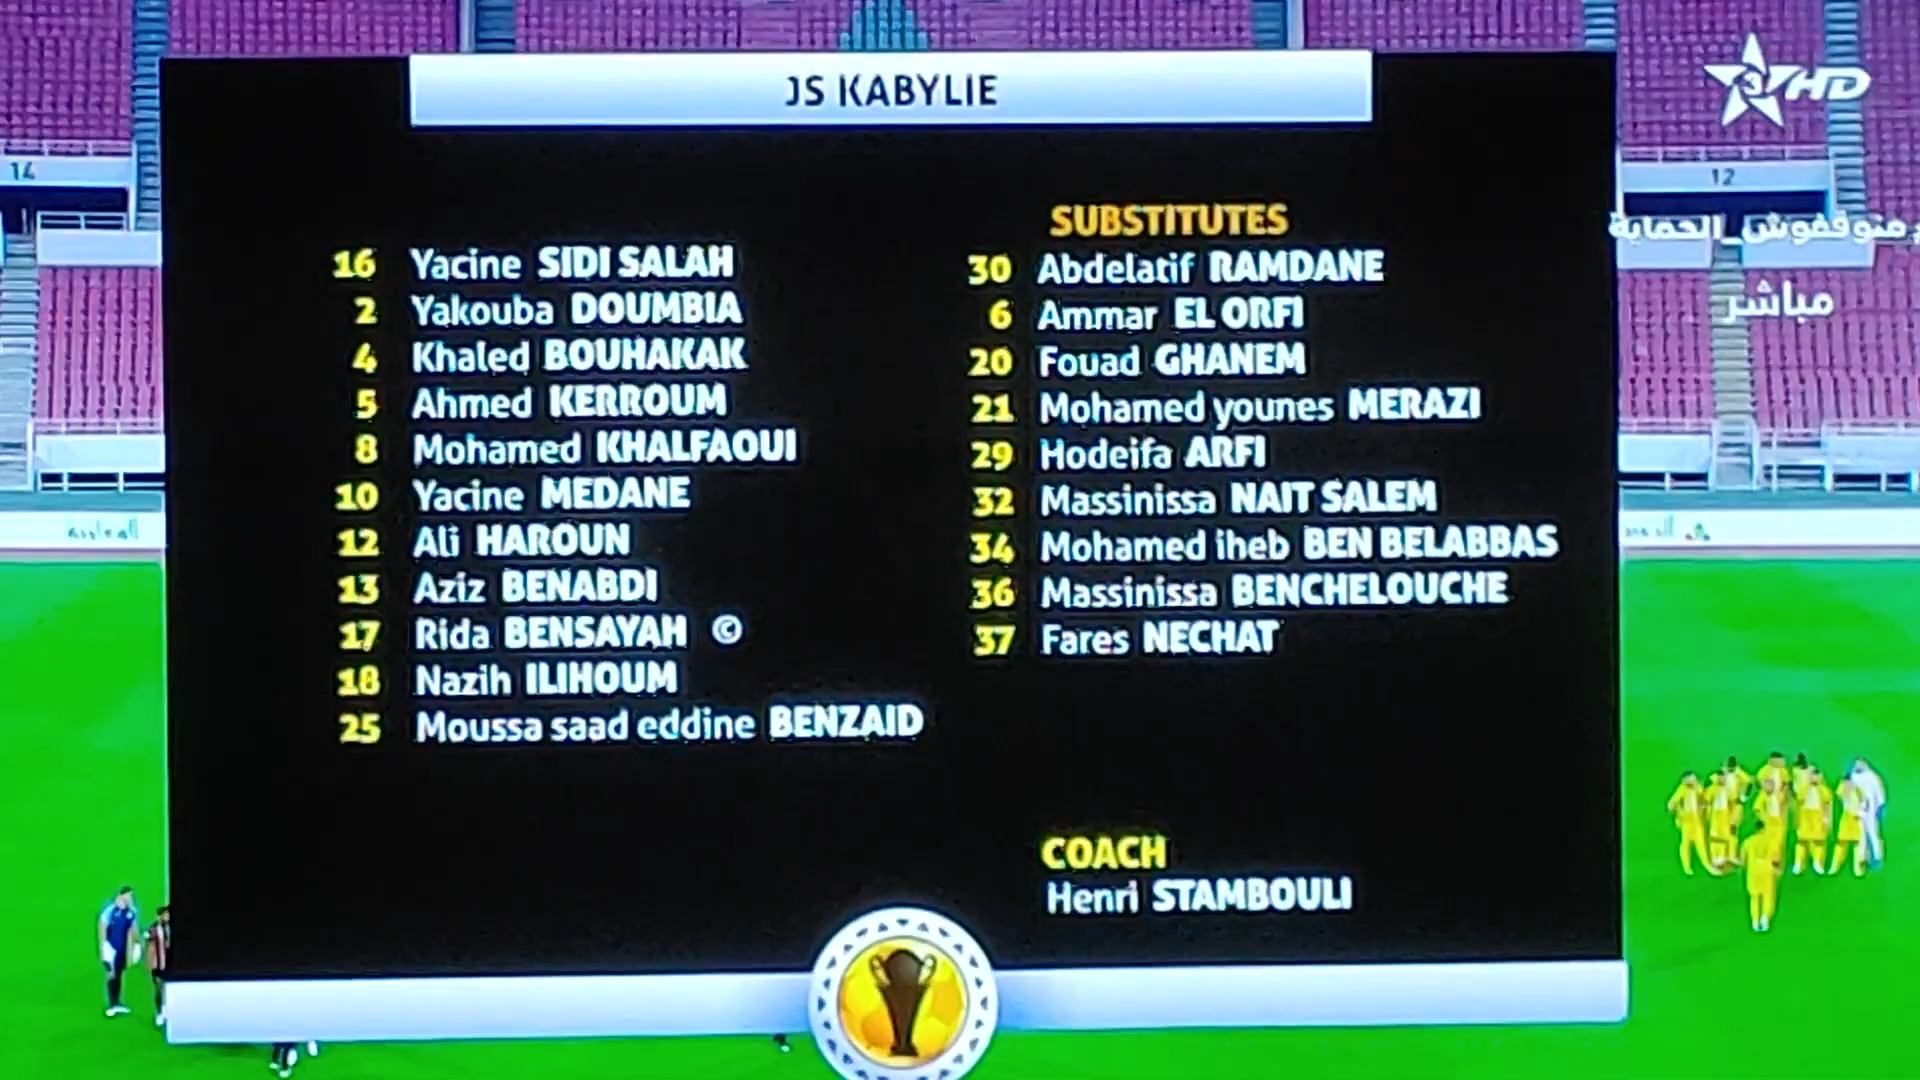 JS KABYLIE
3 HD
14
12
مباشر
16 Yacine SIDI SALAH
2 Yakouba DOUMBIA
4 Khaled BOUHAKAK
5 Ahmed KERROUM
8 Mohamed KHALFAOUI
10 Yacine MEDANE
12 Ali HAROUN
13 Aziz BENABDI
17 Rida BENSAYAH ©
18 Nazih ILIHOUM
25 Moussa saad eddine BENZAID
SUBSTITUTES
30 Abdelatif RAMDANE
6 Ammar EL ORFI
20 Fouad GHANEM
21 Mohamed younes MERAZI
29 Hodeifa ARFI
32 Massinissa NAIT SALEM
34 Mohamed iheb BEN BELABBAS
36 Massinissa BENCHELOUCHE
37 Fares NECHAT
COACH
Henri STAMBOULI